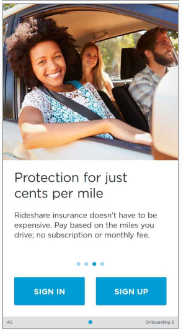 Protection for just
cents per mile
Rideshare insurance doesn't have to be
expensive. Pay based on the miles you
drive; no subscription or monthly fee.
SIGN IN
SIGN UP
Onboarding 3